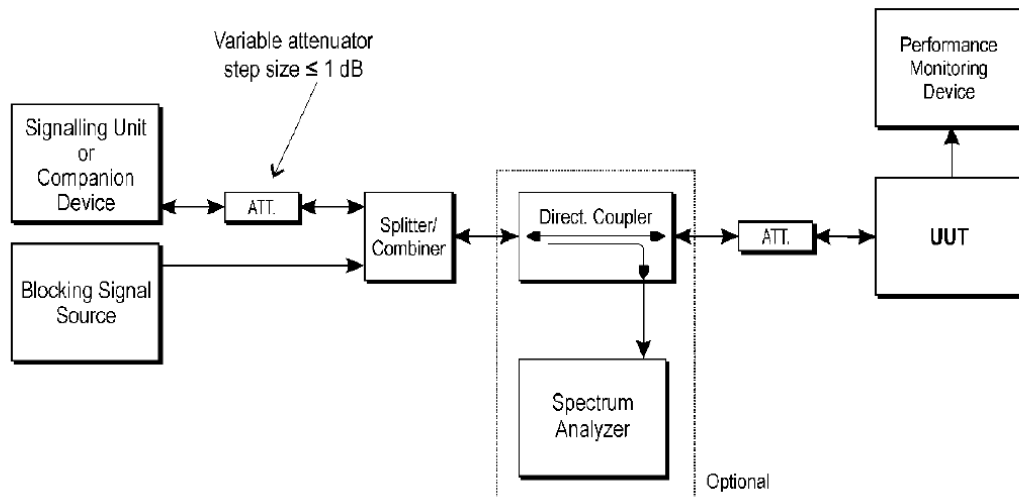 Variable attenuator
step size ≤ 1 dB
Performance
Monitoring
Device
Signalling Unit
or
Companion
Device
ATT.
Splitter/
Combiner
Direct. Coupler
ATT.
UUT
Blocking Signal
Source
Spectrum
Analyzer
Optional